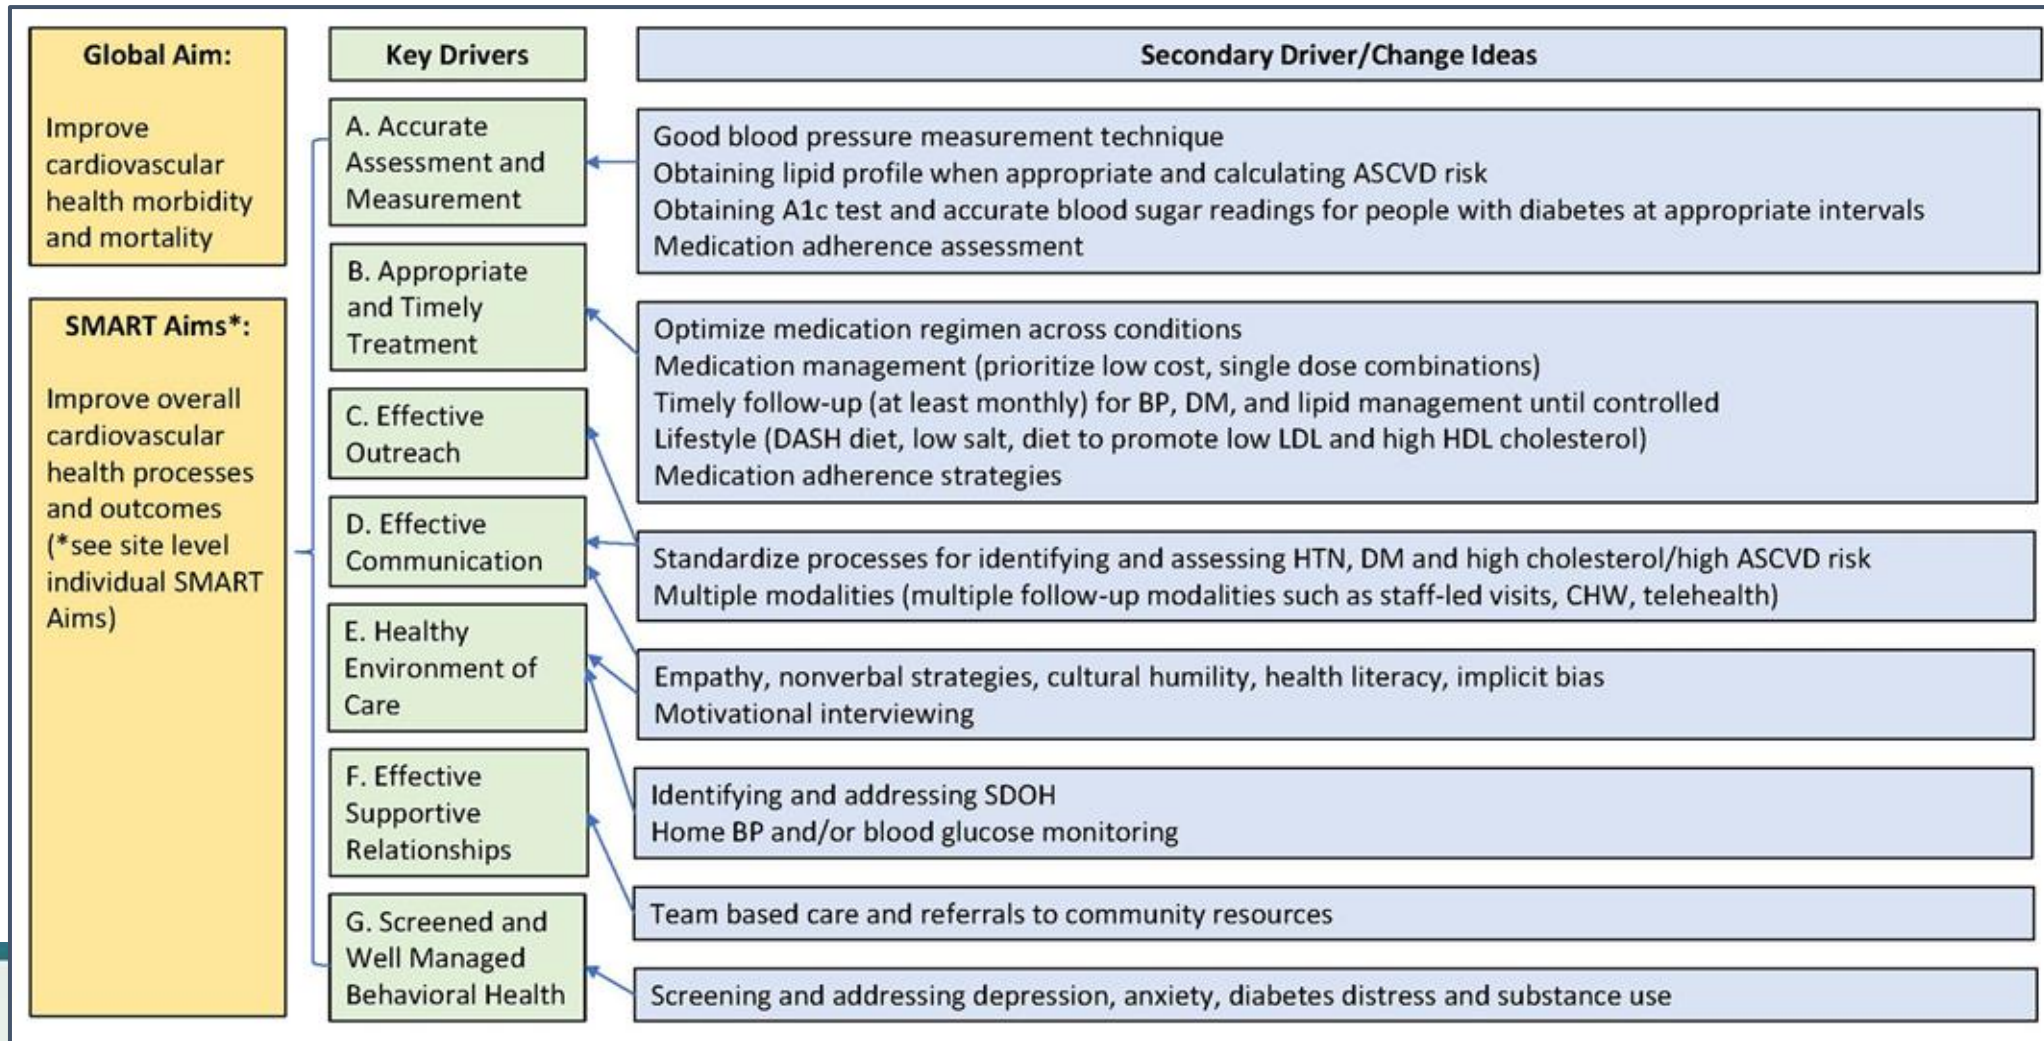 Global Aim:
Improve
cardiovascular
health morbidity
and mortality
SMART Aims*:
Improve overall
cardiovascular
health processes
and outcomes
(*see site level
individual SMART
Aims)
Key Drivers
A. Accurate
Assessment and
Measurement
B. Appropriate
and Timely
Treatment
C. Effective
Outreach
D. Effective
Communication
E. Healthy
Environment of
Care
F. Effective
Supportive
Relationships
G. Screened and
Well Managed
Behavioral Health
Secondary Driver/Change Ideas
Good blood pressure measurement technique
Obtaining lipid profile when appropriate and calculating ASCVD risk
Obtaining A1c test and accurate blood sugar readings for people with diabetes at appropriate intervals
Medication adherence assessment
Optimize medication regimen across conditions
Medication management (prioritize low cost, single dose combinations)
Timely follow-up (at least monthly) for BP, DM, and lipid management until controlled
Lifestyle (DASH diet, low salt, diet to promote low LDL and high HDL cholesterol)
Medication adherence strategies
Standardize processes for identifying and assessing HTN, DM and high cholesterol/high ASCVD risk
Multiple modalities (multiple follow-up modalities such as staff-led visits, CHW, telehealth)
Empathy, nonverbal strategies, cultural humility, health literacy, implicit bias
Motivational interviewing
Identifying and addressing SDOH
Home BP and/or blood glucose monitoring
Team based care and referrals to community resources
Screening and addressing depression, anxiety, diabetes distress and substance use